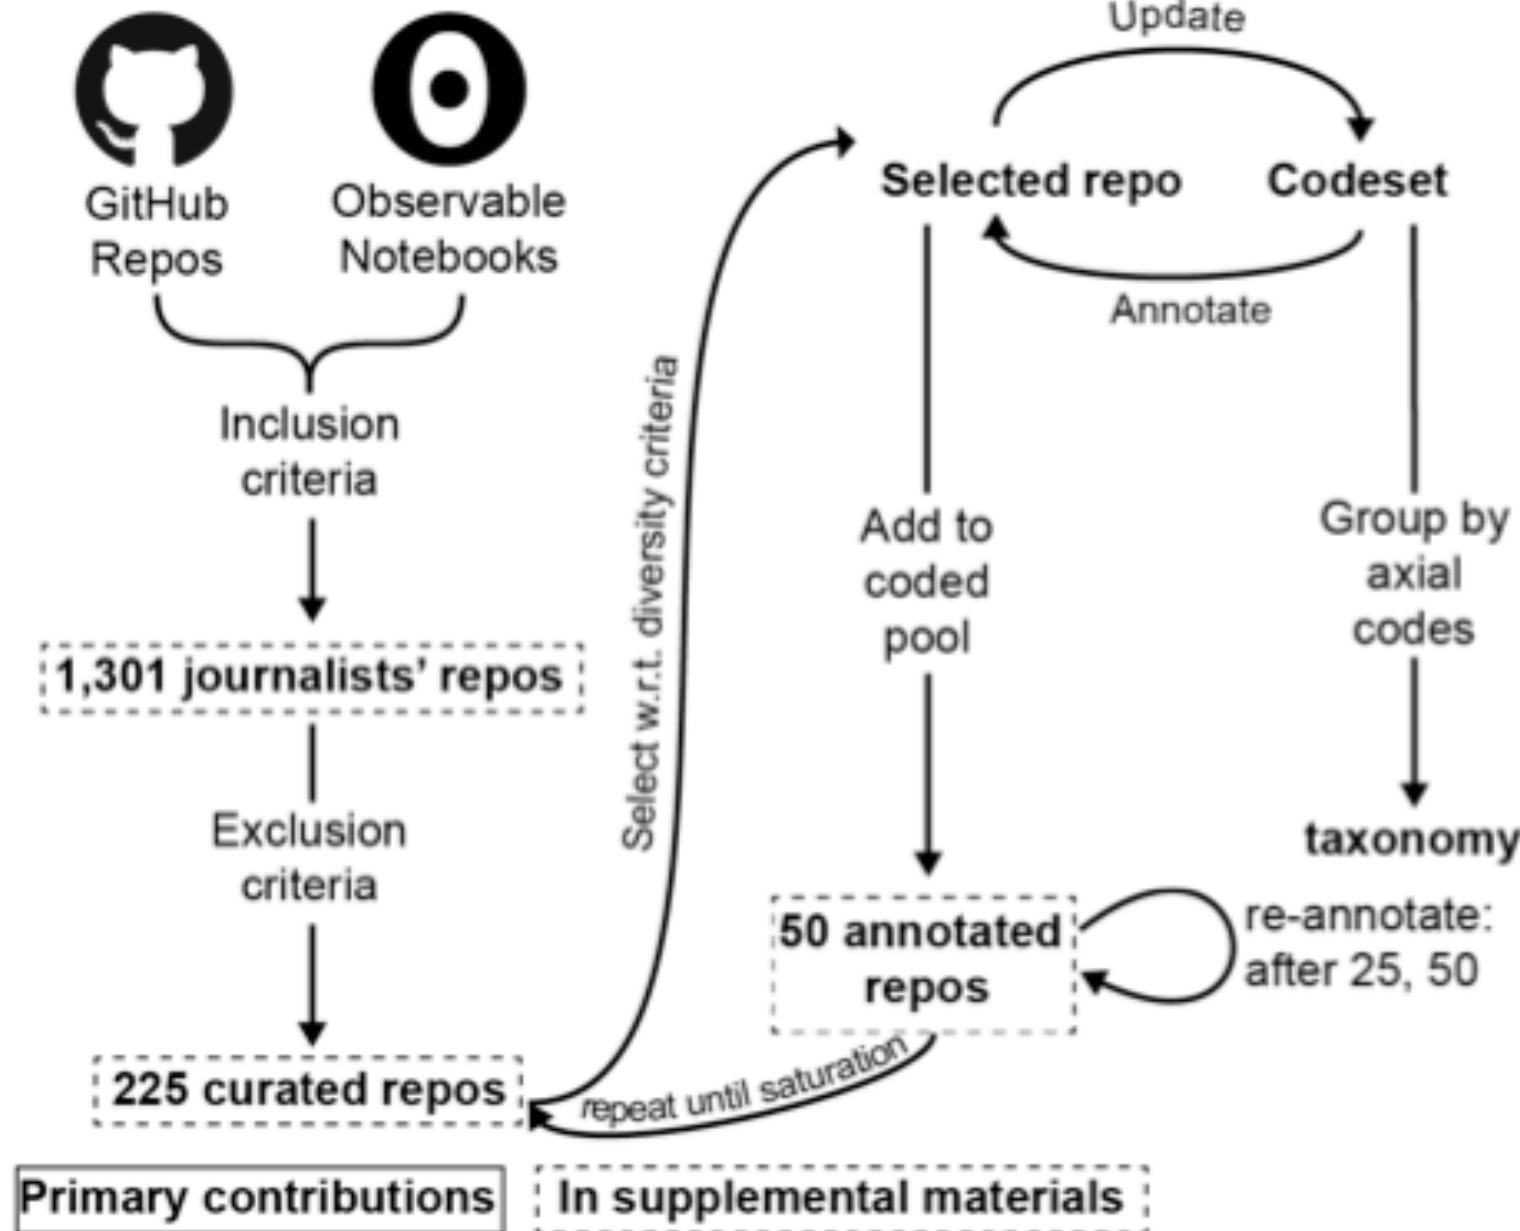 GitHub
Repos
Observable
Notebooks
Inclusion
criteria
1,301 journalists’ repos
Exclusion
criteria
225 curated repos
Select w.r.t. diversity criteria
Update
Selected repo
Codeset
Annotate
Add to
coded
pool
Group by
axial
codes
taxonomy
50 annotated
repos
re-annotate:
after 25, 50
repeat until saturation
Primary contributions
In supplemental materials